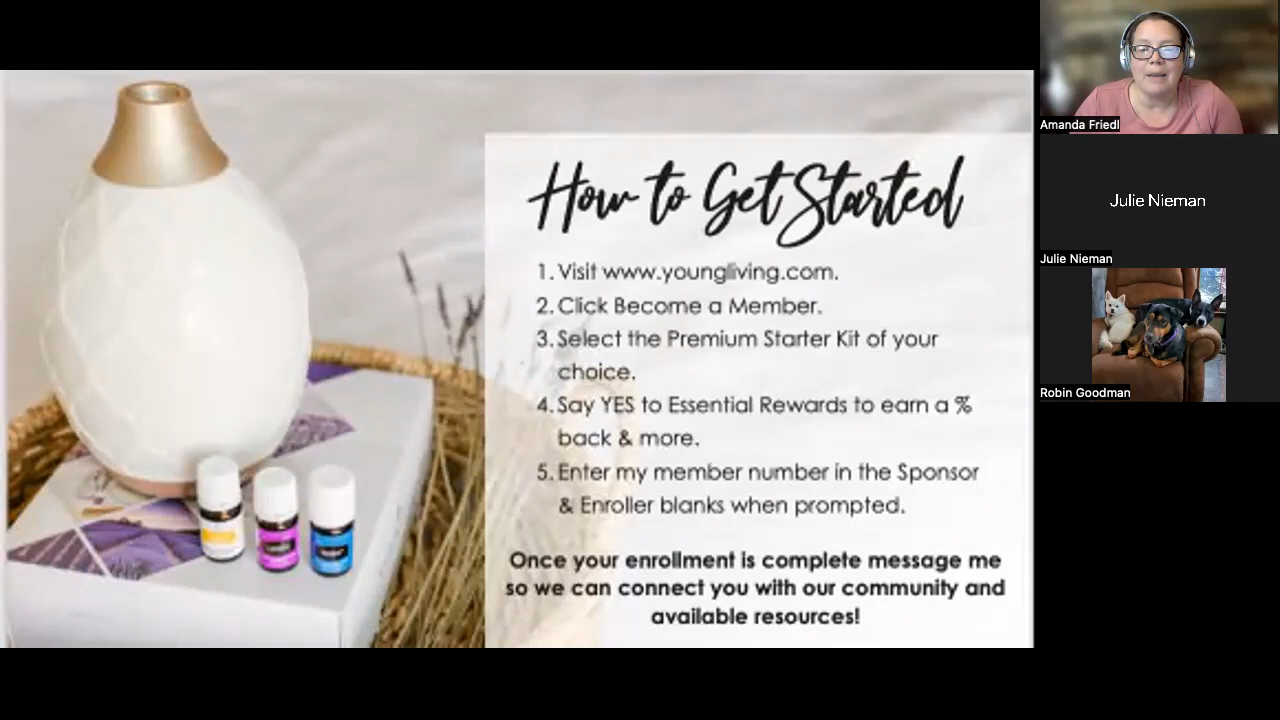 How to Get Started
1. Visit www.youngliving.com.
2. Click Become a Member.
3. Select the Premium Starter Kit of your
choice.
4. Say YES to Essential Rewards to earn a %
back & more.
5. Enter my member number in the Sponsor
& Enroller blanks when prompted.
Once your enrollment is complete message me
so we can connect you with our community and
available resources!
Amanda Friedl
Julie Nieman
Julie Nieman
Robin Goodman